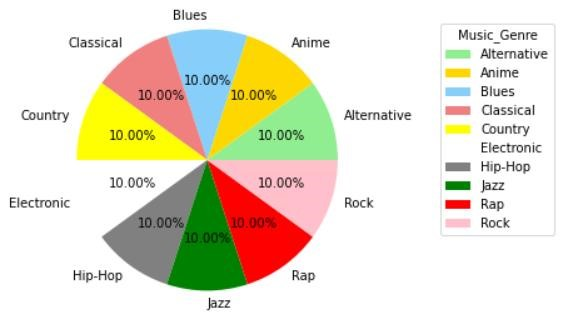 Blues
Classical
Anime
Country
Alternative
Electronic
Rock
Hip-Hop
Rap
Jazz
10.00%
10.00%
10.00%
10.00%
10.00%
10.00%
10.00%
10.00%
10.00%
10.00%
Music_Genre
Alternative
Anime
Blues
Classical
Country
Electronic
Hip-Hop
Jazz
Rap
Rock